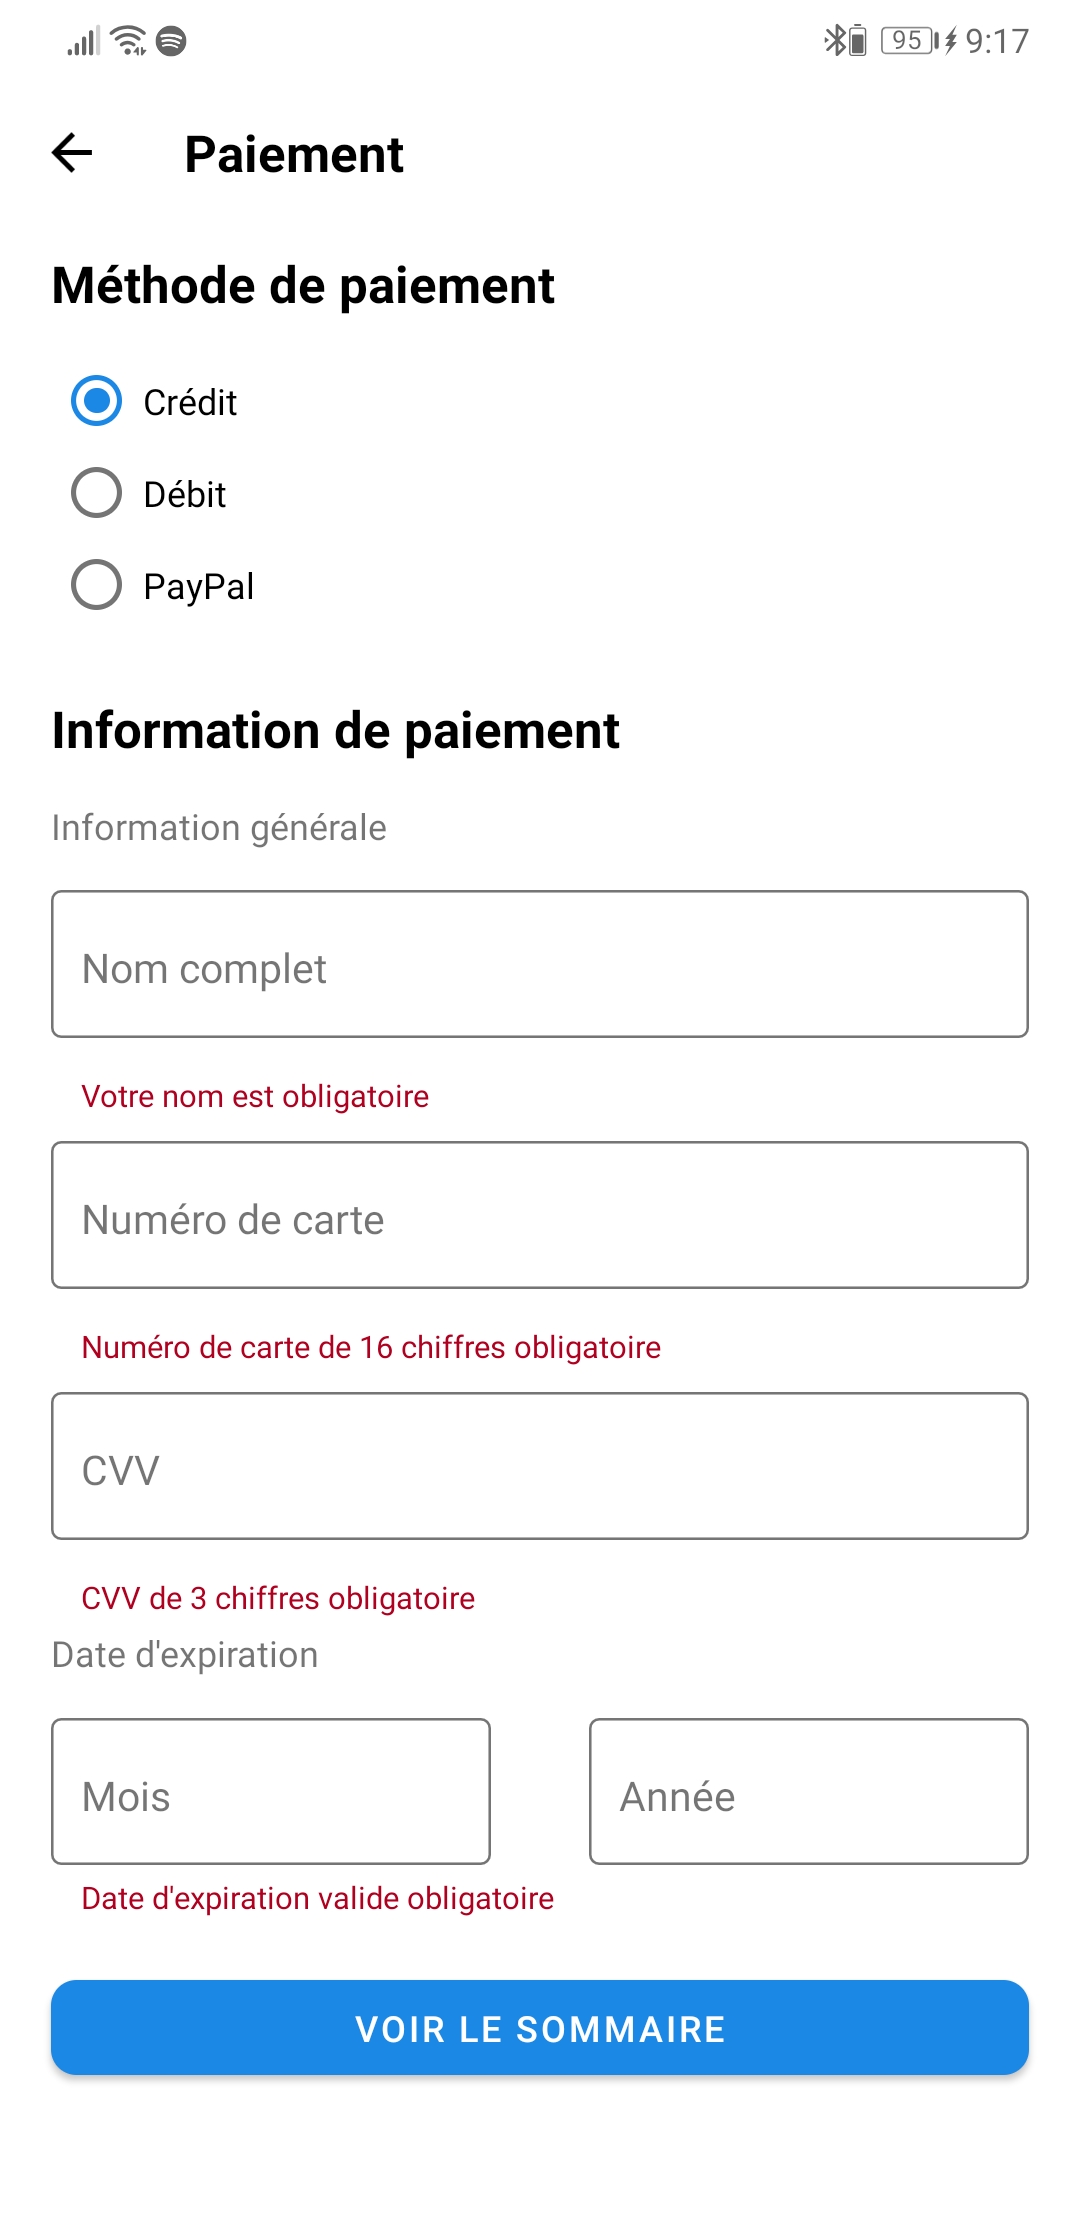 95 9:17
Paiement
Méthode de paiement
Crédit
Débit
PayPal
Information de paiement
Information générale
Nom complet
Votre nom est obligatoire
Numéro de carte
Numéro de carte de 16 chiffres obligatoire
CVV
CVV de 3 chiffres obligatoire
Date d'expiration
Mois Année
Date d'expiration valide obligatoire
VOIR LE SOMMAIRE